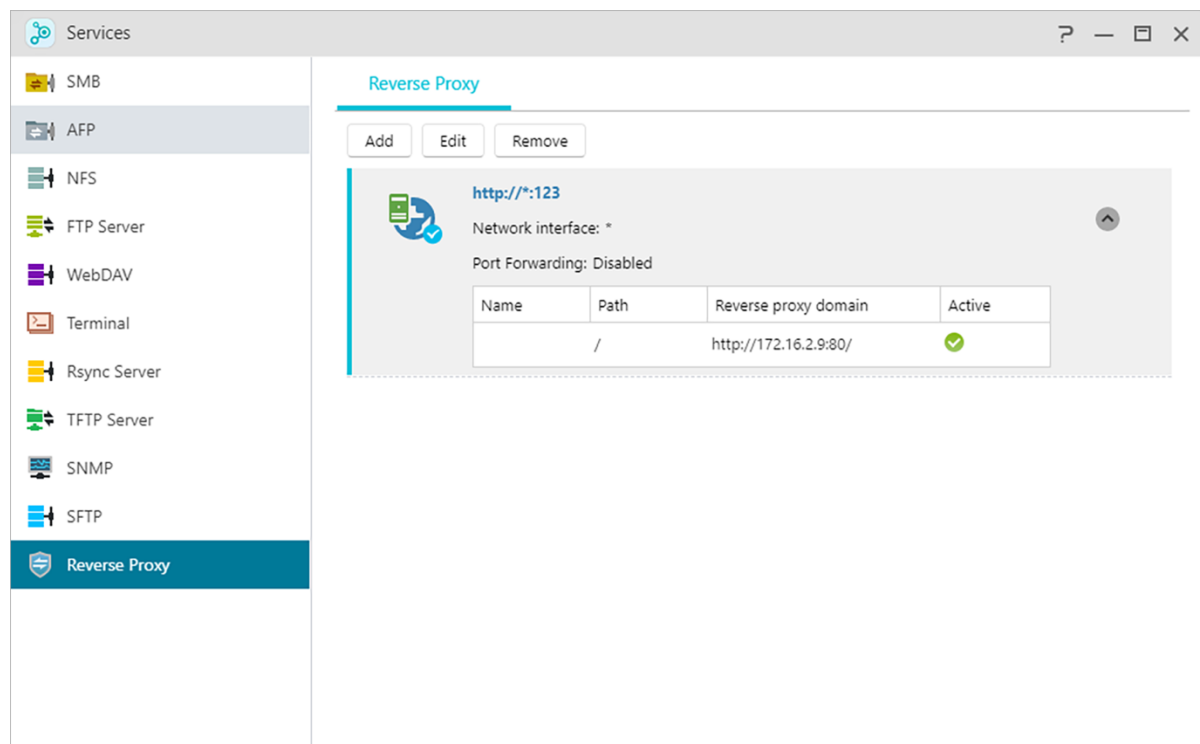 Services
SMB
AFP
NFS
FTP Server
WebDAV
Terminal
Rsync Server
TFTP Server
SNMP
SFTP
Reverse Proxy
Reverse Proxy
Add Edit Remove
http://*:123
Network interface: *
Port Forwarding: Disabled
Name Path Reverse proxy domain Active
/ http://172.16.2.9:80/